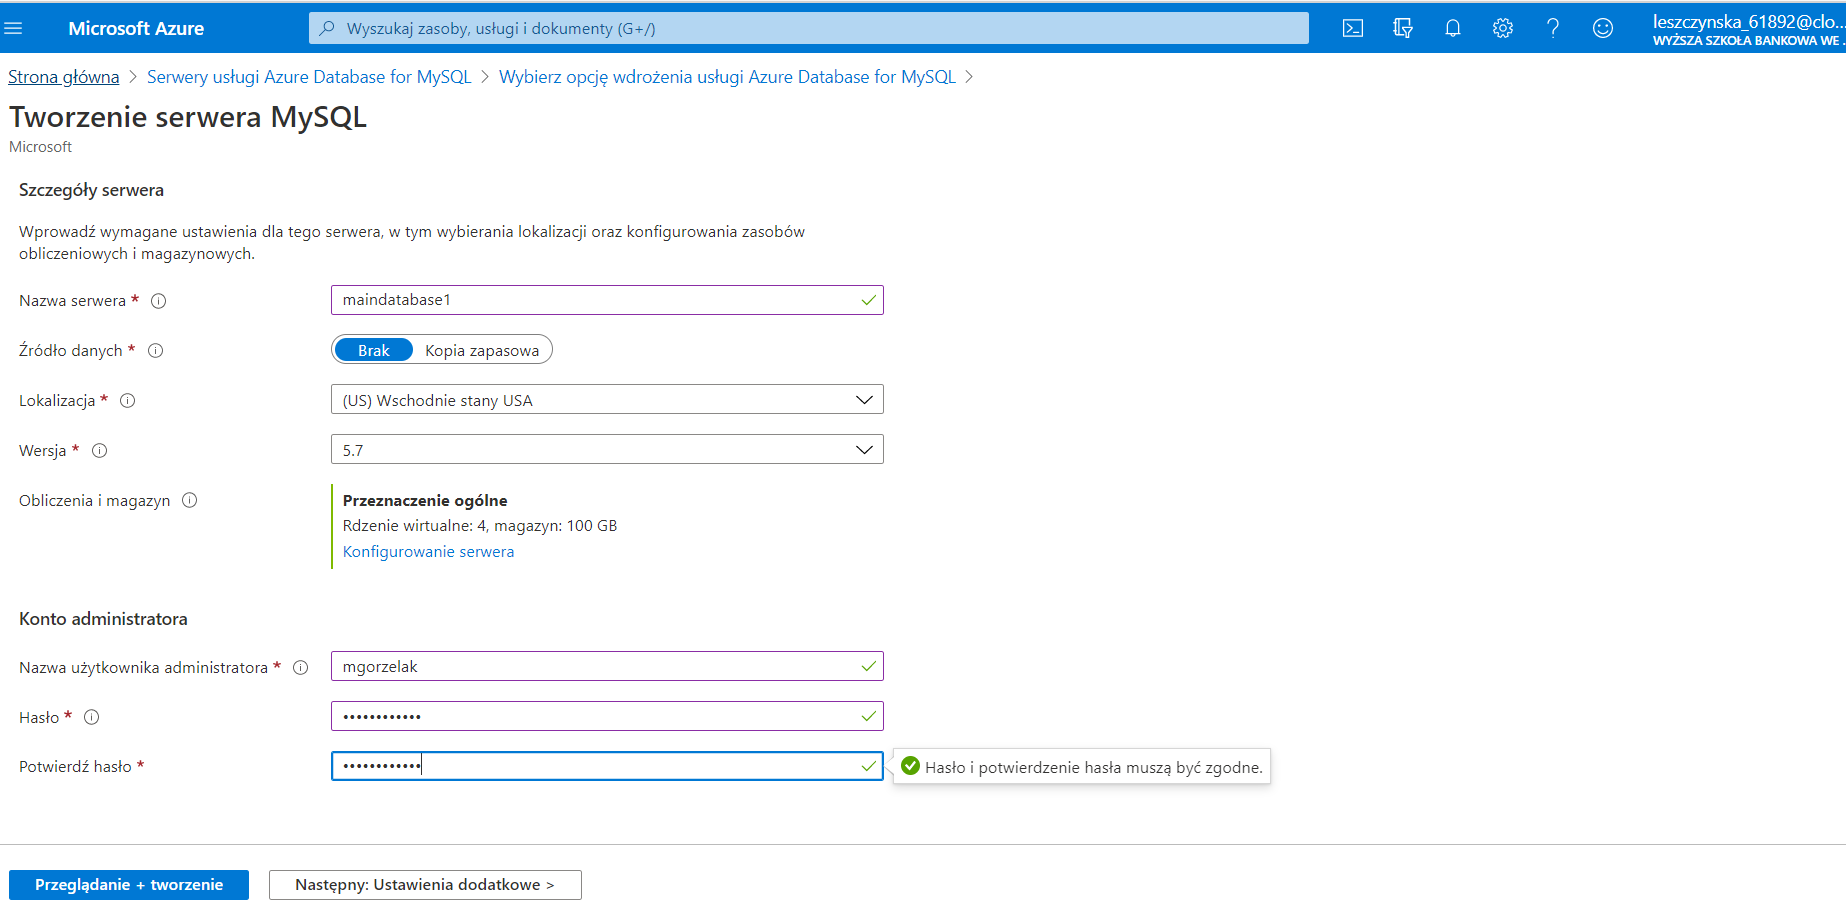 Microsoft Azure
Wyszukaj zasoby, usługi i dokumenty (G+/)
leszczynska_61892@clo...
WYŻSZA SZKOŁA BANKOWA WE ...
Strona główna > Serwery usługi Azure Database for MySQL > Wybierz opcję wdrożenia usługi Azure Database for MySQL >
Tworzenie serwera MySQL
Microsoft
Szczegóły serwera
Wprowadź wymagane ustawienia dla tego serwera, w tym wybierania lokalizacji oraz konfigurowania zasobów
obliczeniowych i magazynowych.
Nazwa serwera * maindatabase1
Źródło danych * Brak Kopia zapasowa
Lokalizacja * (US) Wschodnie stany USA
Wersja * 5.7
Obliczenia i magazyn Przeznaczenie ogólne
Rdzenie wirtualne: 4, magazyn: 100 GB
Konfigurowanie serwera
Konto administratora
Nazwa użytkownika administratora * mgorzelak
Hasło * ••••••••••••
Potwierdź hasło * •••••••••••• Hasło i potwierdzenie hasła muszą być zgodne.
Przeglądanie + tworzenie Następny: Ustawienia dodatkowe >